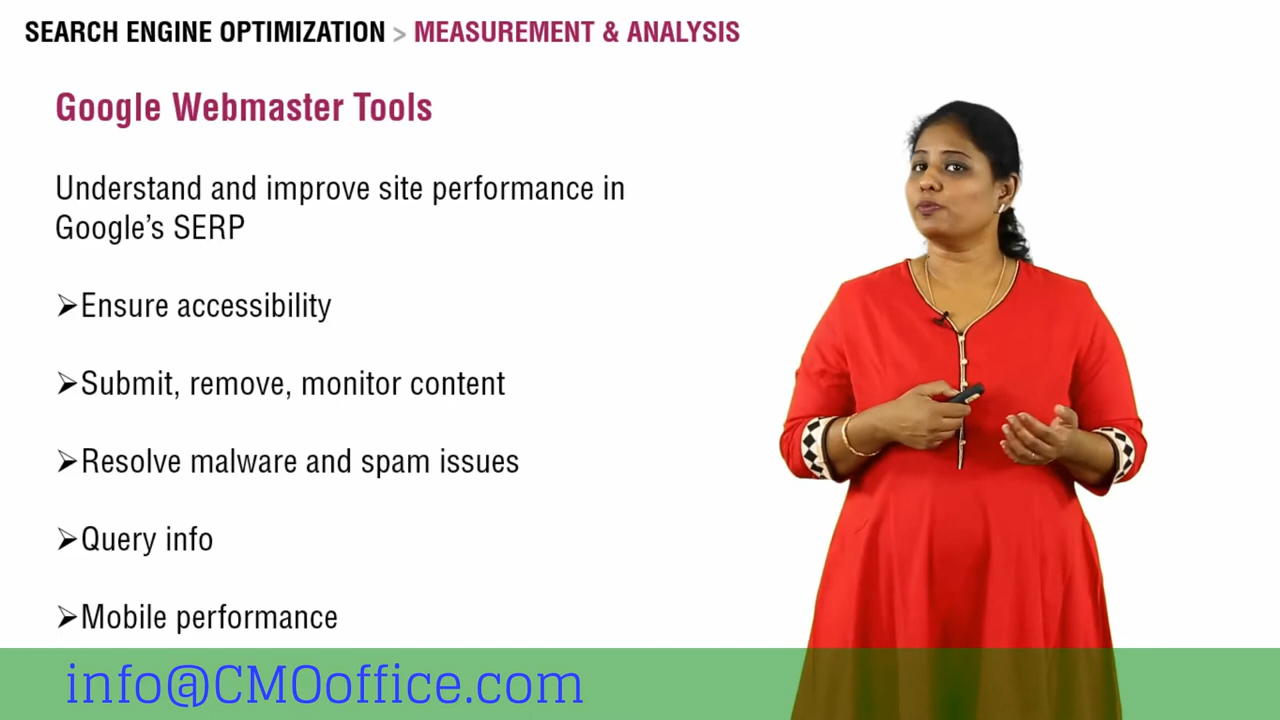 SEARCH ENGINE OPTIMIZATION > MEASUREMENT & ANALYSIS
Google Webmaster Tools
Understand and improve site performance in
Google’s SERP
➢Ensure accessibility
➢Submit, remove, monitor content
➢Resolve malware and spam issues
➢Query info
➢Mobile performance
info@CMOoffice.com